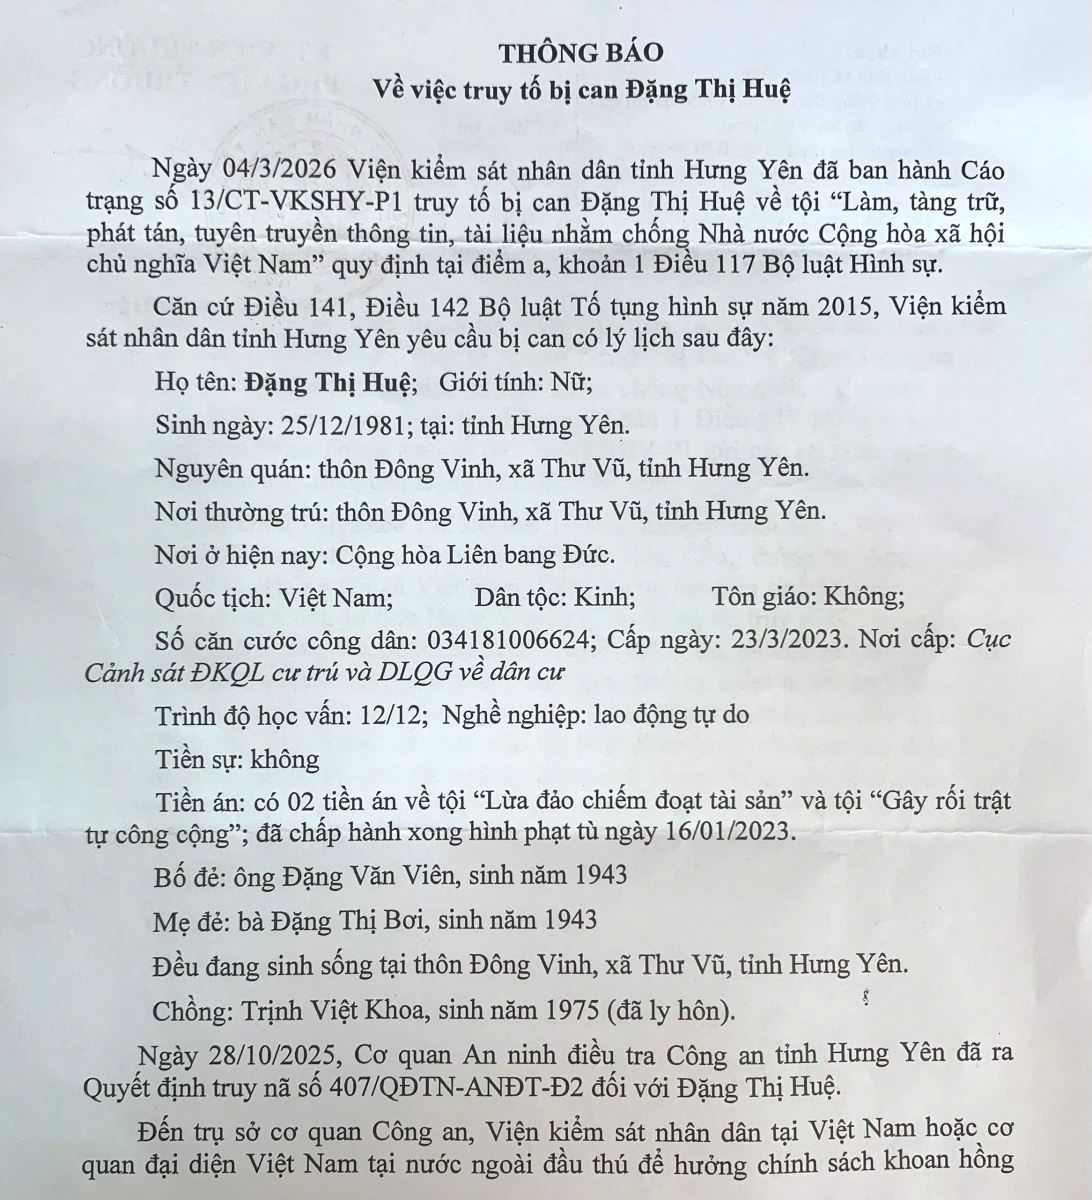 THÔNG BÁO
Về việc truy tố bị can Đặng Thị Huệ
Ngày 04/3/2026 Viện kiểm sát nhân dân tỉnh Hưng Yên đã ban hành Cáo
trạng số 13/CT-VKSHY-P1 truy tố bị can Đặng Thị Huệ về tội “Làm, tàng trữ,
phát tán, tuyên truyền thông tin, tài liệu nhằm chống Nhà nước Cộng hòa xã hội
chủ nghĩa Việt Nam” quy định tại điểm a, khoản 1 Điều 117 Bộ luật Hình sự.
Căn cứ Điều 141, Điều 142 Bộ luật Tố tụng hình sự năm 2015, Viện kiểm
sát nhân dân tỉnh Hưng Yên yêu cầu bị can có lý lịch sau đây:
Họ tên: Đặng Thị Huệ; Giới tính: Nữ;
Sinh ngày: 25/12/1981; tại: tỉnh Hưng Yên.
Nguyên quán: thôn Đông Vinh, xã Thư Vũ, tỉnh Hưng Yên.
Nơi thường trú: thôn Đông Vinh, xã Thư Vũ, tỉnh Hưng Yên.
Nơi ở hiện nay: Cộng hòa Liên bang Đức.
Quốc tịch: Việt Nam; Dân tộc: Kinh; Tôn giáo: Không;
Số căn cước công dân: 034181006624; Cấp ngày: 23/3/2023. Nơi cấp: Cục
Cảnh sát ĐKQL cư trú và DLQG về dân cư
Trình độ học vấn: 12/12; Nghề nghiệp: lao động tự do
Tiền sự: không
Tiền án: có 02 tiền án về tội “Lừa đảo chiếm đoạt tài sản” và tội “Gây rối trật
tự công cộng”; đã chấp hành xong hình phạt tù ngày 16/01/2023.
Bố đẻ: ông Đặng Văn Viên, sinh năm 1943
Mẹ đẻ: bà Đặng Thị Bơi, sinh năm 1943
Đều đang sinh sống tại thôn Đông Vinh, xã Thư Vũ, tỉnh Hưng Yên.
Chồng: Trịnh Việt Khoa, sinh năm 1975 (đã ly hôn).
Ngày 28/10/2025, Cơ quan An ninh điều tra Công an tỉnh Hưng Yên đã ra
Quyết định truy nã số 407/QĐTN-ANĐT-Đ2 đối với Đặng Thị Huệ.
Đến trụ sở cơ quan Công an, Viện kiểm sát nhân dân tại Việt Nam hoặc cơ
quan đại diện Việt Nam tại nước ngoài đầu thú để hưởng chính sách khoan hồng